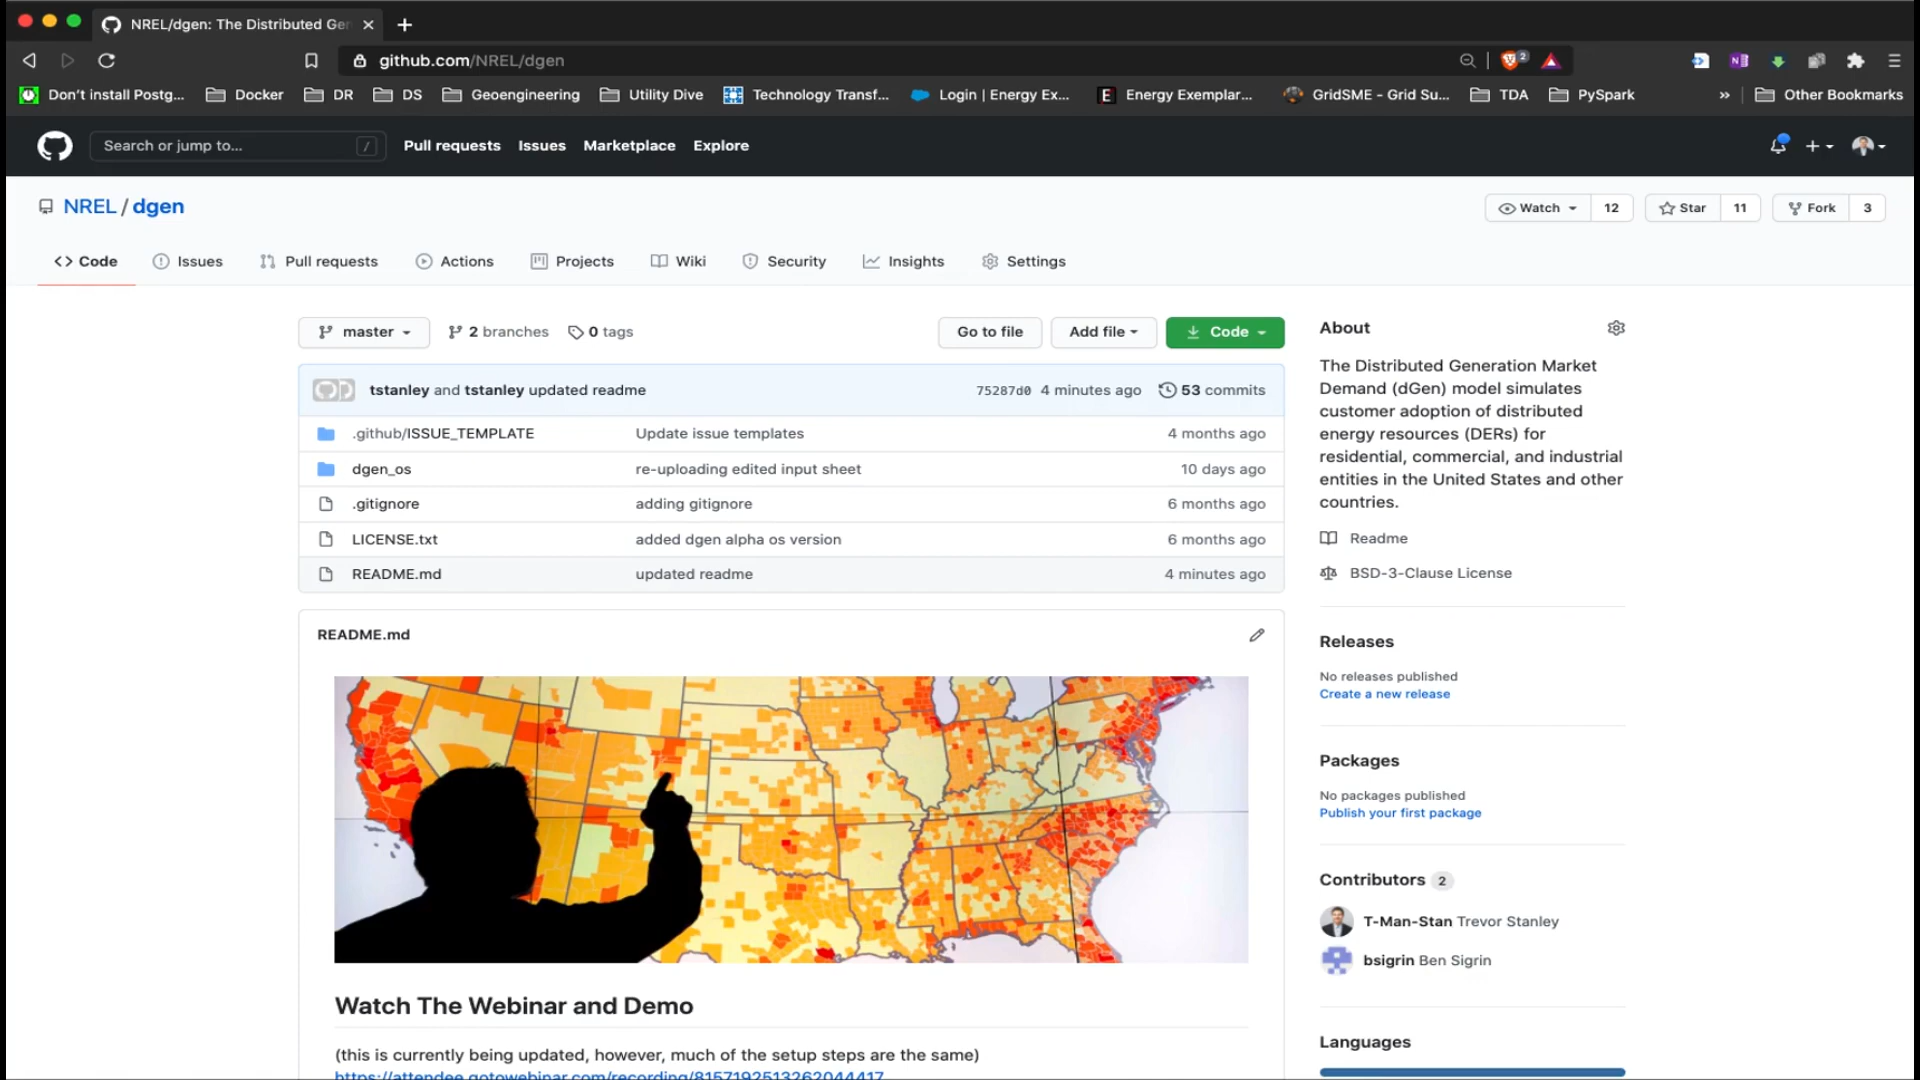 NREL/dgen: The Distributed Ge
github.com/NREL/dgen
2
N
Don't install Postg...
Docker
DR
DS
Geoengineering
Utility Dive
Technology Transf...
Login | Energy Ex...
E
Energy Exemplar...
GridSME - Grid Su...
TDA
PySpark
»
Other Bookmarks
Search or jump to...
/
Pull requests
Issues
Marketplace
Explore
NREL / dgen
Watch
12
Star
11
Fork
3
Code
Issues
Pull requests
Actions
Projects
Wiki
Security
Insights
Settings
master
2 branches
0 tags
Go to file
Add file
Code
tstanley and tstanley updated readme
75287d0 4 minutes ago
53 commits
.github/ISSUE_TEMPLATE
Update issue templates
4 months ago
dgen_os
re-uploading edited input sheet
10 days ago
.gitignore
adding gitignore
6 months ago
LICENSE.txt
added dgen alpha os version
6 months ago
README.md
updated readme
4 minutes ago
README.md
Watch The Webinar and Demo
(this is currently being updated, however, much of the setup steps are the same)
https://attendee.gotowebinar.com/recording/8157192513262044417
About
The Distributed Generation Market
Demand (dGen) model simulates
customer adoption of distributed
energy resources (DERs) for
residential, commercial, and industrial
entities in the United States and other
countries.
Readme
BSD-3-Clause License
Releases
No releases published
Create a new release
Packages
No packages published
Publish your first package
Contributors 2
T-Man-Stan Trevor Stanley
bsigrin Ben Sigrin
Languages